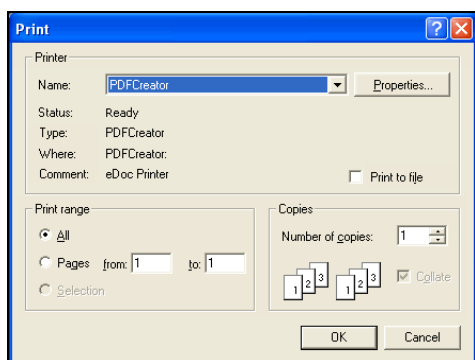 Print
Printer
Name: PDFCreator Properties...
Status: Ready
Type: PDFCreator
Where: PDFCreator:
Comment: eDoc Printer Print to file
Print range
All
Pages from: 1 to: 1
Selection
Copies
Number of copies: 1
1 2 3 1 2 3 Collate
OK Cancel